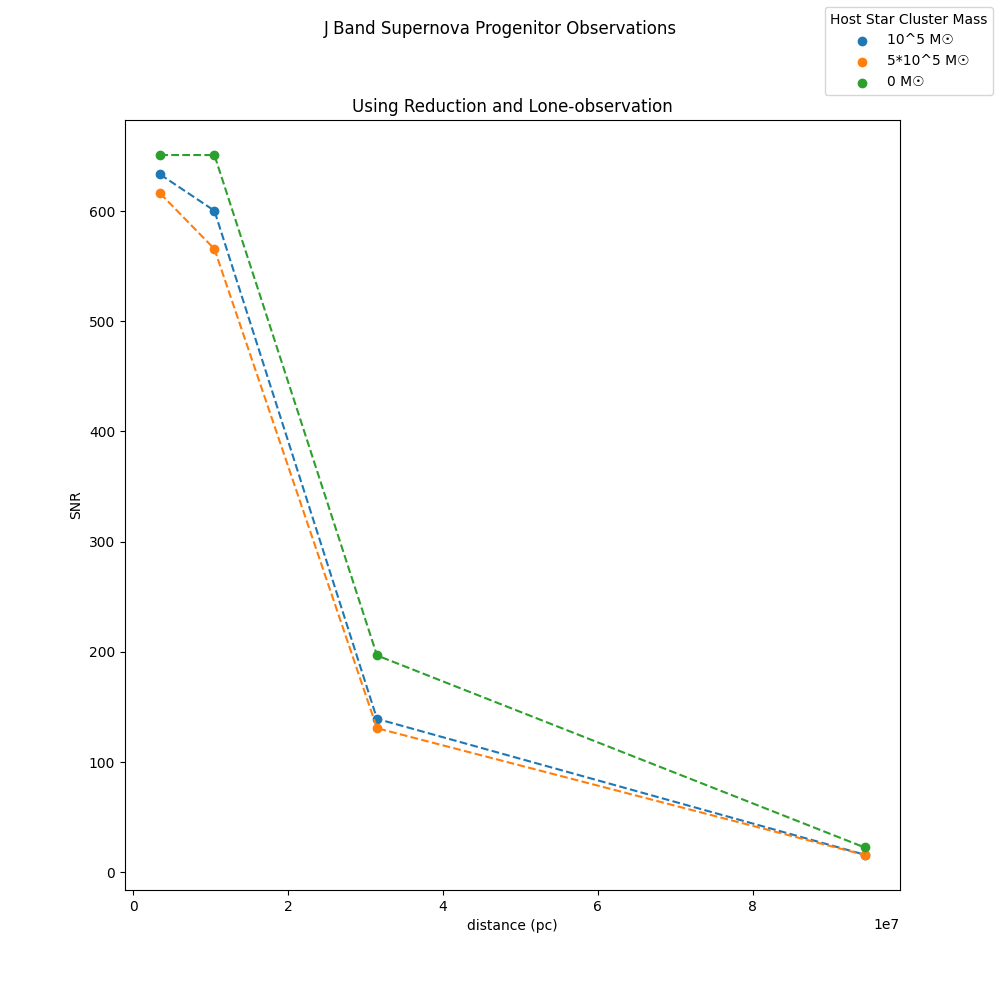 J Band Supernova Progenitor Observations
Host Star Cluster Mass
10^5 M☉
5*10^5 M☉
0 M☉
Using Reduction and Lone-observation
600
500
400
300
200
100
0
SNR
0 2 4 6 8
1e7
distance (pc)